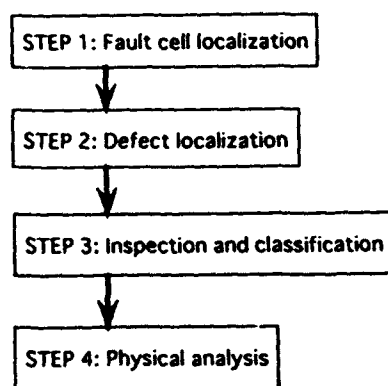 STEP 1: Fault cell localization
STEP 2: Defect localization
STEP 3: Inspection and classification
STEP 4: Physical analysis